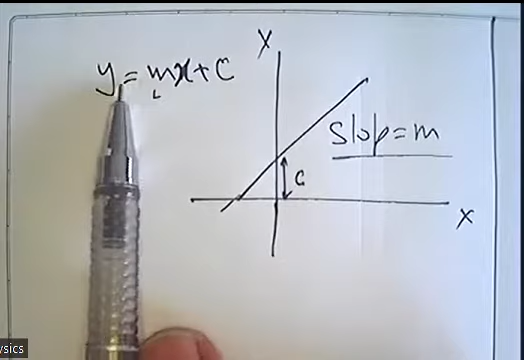 y = mx + c
X
Slop = m
c
X
ysics